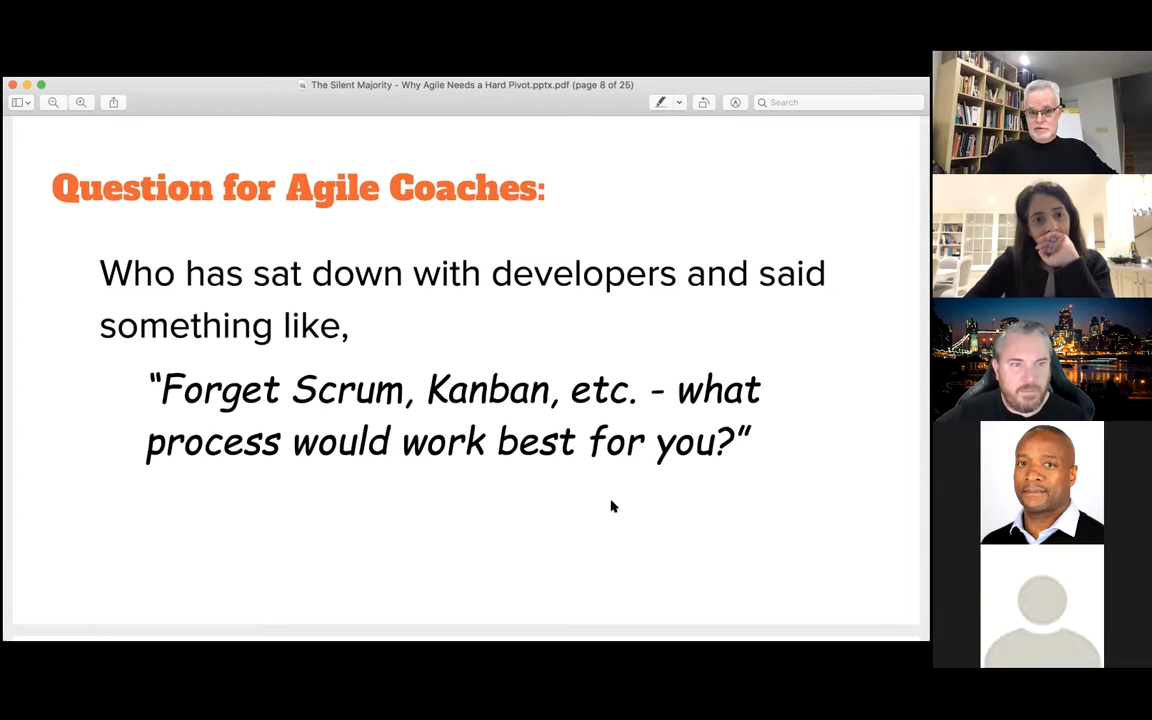 The Silent Majority - Why Agile Needs a Hard Pivot.pptx.pdf (page 8 of 25)
Search
Question for Agile Coaches:
Who has sat down with developers and said
something like,
“Forget Scrum, Kanban, etc. - what
process would work best for you?”